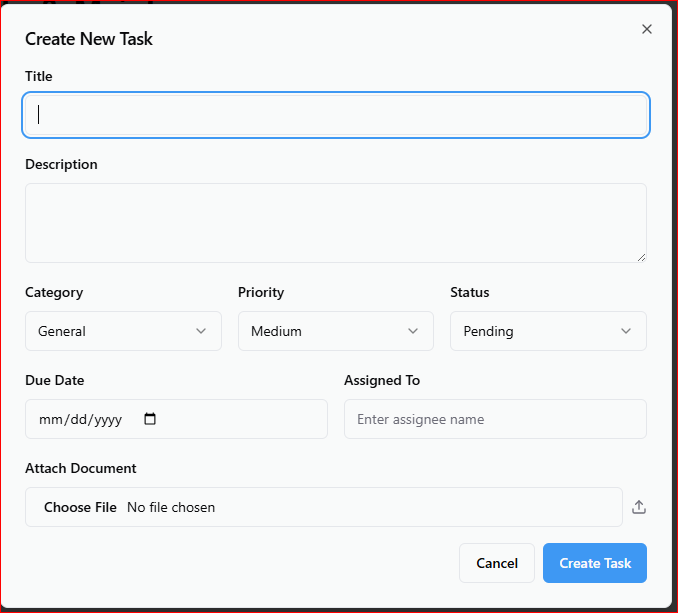 Create New Task
Title
Description
Category Priority Status
General Medium Pending
Due Date Assigned To
mm/dd/yyyy Enter assignee name
Attach Document
Choose File No file chosen
Cancel Create Task